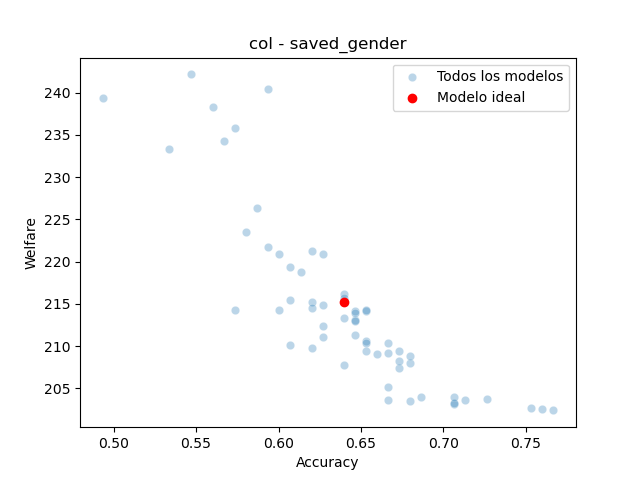 col - saved_gender
Todos los modelos
Modelo ideal
240
235
230
225
220
215
210
205
Welfare
0.50 0.55 0.60 0.65 0.70 0.75
Accuracy